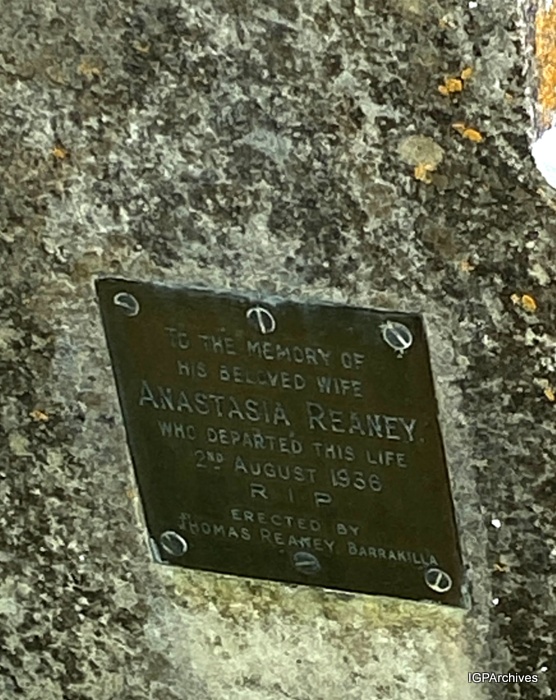 TO THE MEMORY OF
HIS BELOVED WIFE
ANASTASIA REANEY.
WHO DEPARTED THIS LIFE
2ND AUGUST 1936
R I P
ERECTED BY
THOMAS REANEY, BARRAKILLA
IGPArchives